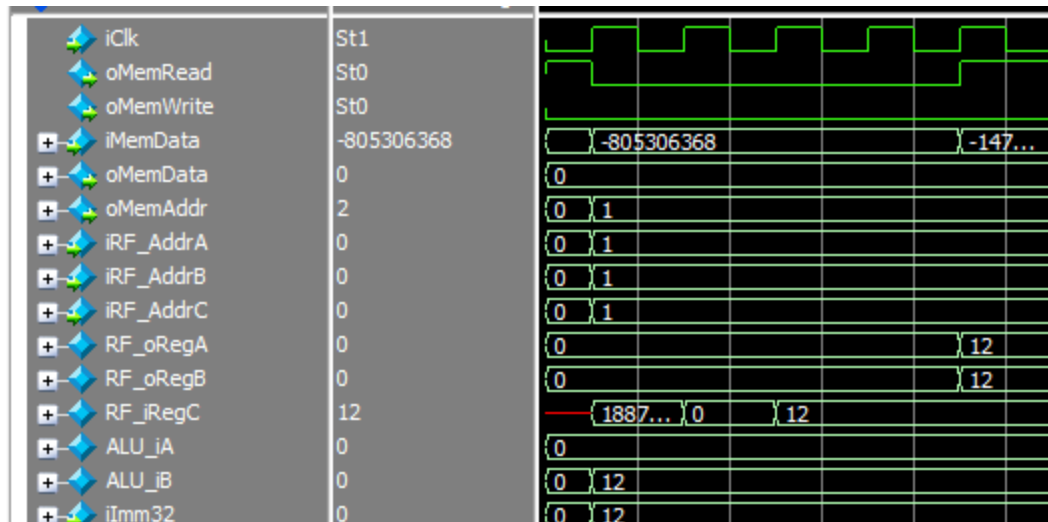 iClk St1
oMemRead St0
oMemWrite St0
iMemData -805306368 -805306368 -147...
oMemData 0 0
oMemAddr 2 0 1
iRF_AddrA 0 0 1
iRF_AddrB 0 0 1
iRF_AddrC 0 0 1
RF_oRegA 0 0 12
RF_oRegB 0 0 12
RF_iRegC 12 1887... 0 12
ALU_iA 0 0
ALU_iB 0 0 12
iImm32 0 0 12